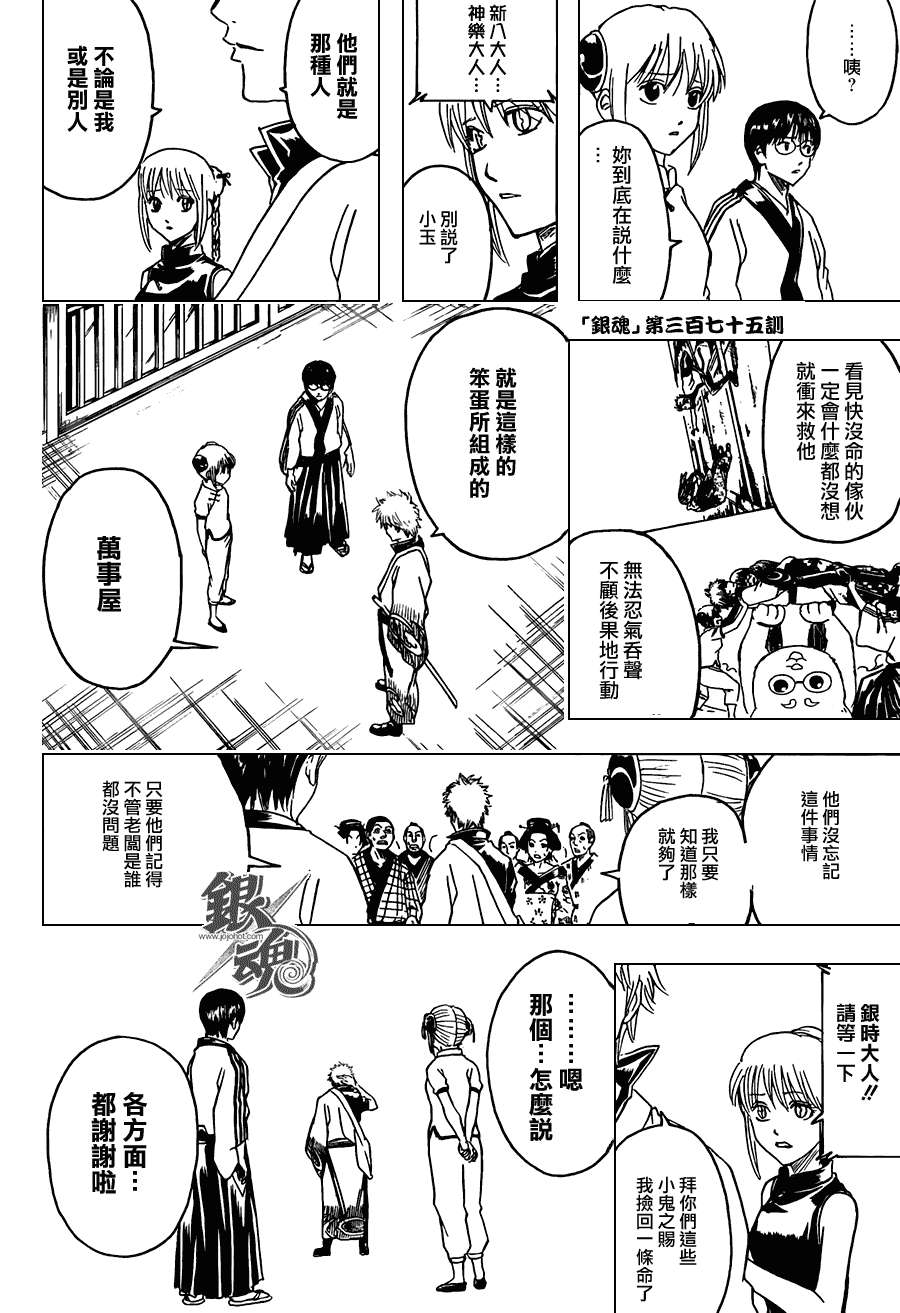 ……咦?
妳到底在説什麼
…
新八大人…
神樂大人…
別説了
小玉
他們就是
那種人
不論是我
或是別人
「銀魂」第三百七十五訓
看見快沒命的傢伙
一定會什麼都沒想
就衝來救他
無法忍氣吞聲
不顧後果地行動
就是這樣的
笨蛋所組成的
萬事屋
他們沒忘記
這件事情
我只要
知道那樣
就夠了
只要他們記得
不管老闆是誰
都沒問題
銀魂
www.jojohot.com
銀時大人!!
請等一下
拜你們這些
小鬼之賜
我撿回一條命了
………嗯
那個…怎麼説
各方面…
都謝謝啦